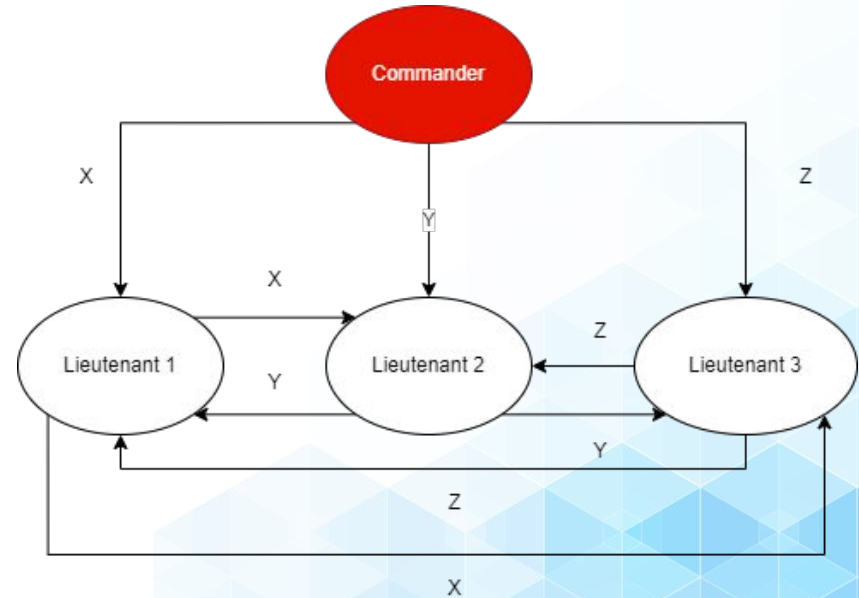 Commander
X
Y
Z
X
Z
Lieutenant 1
Lieutenant 2
Lieutenant 3
Y
Y
Z
X